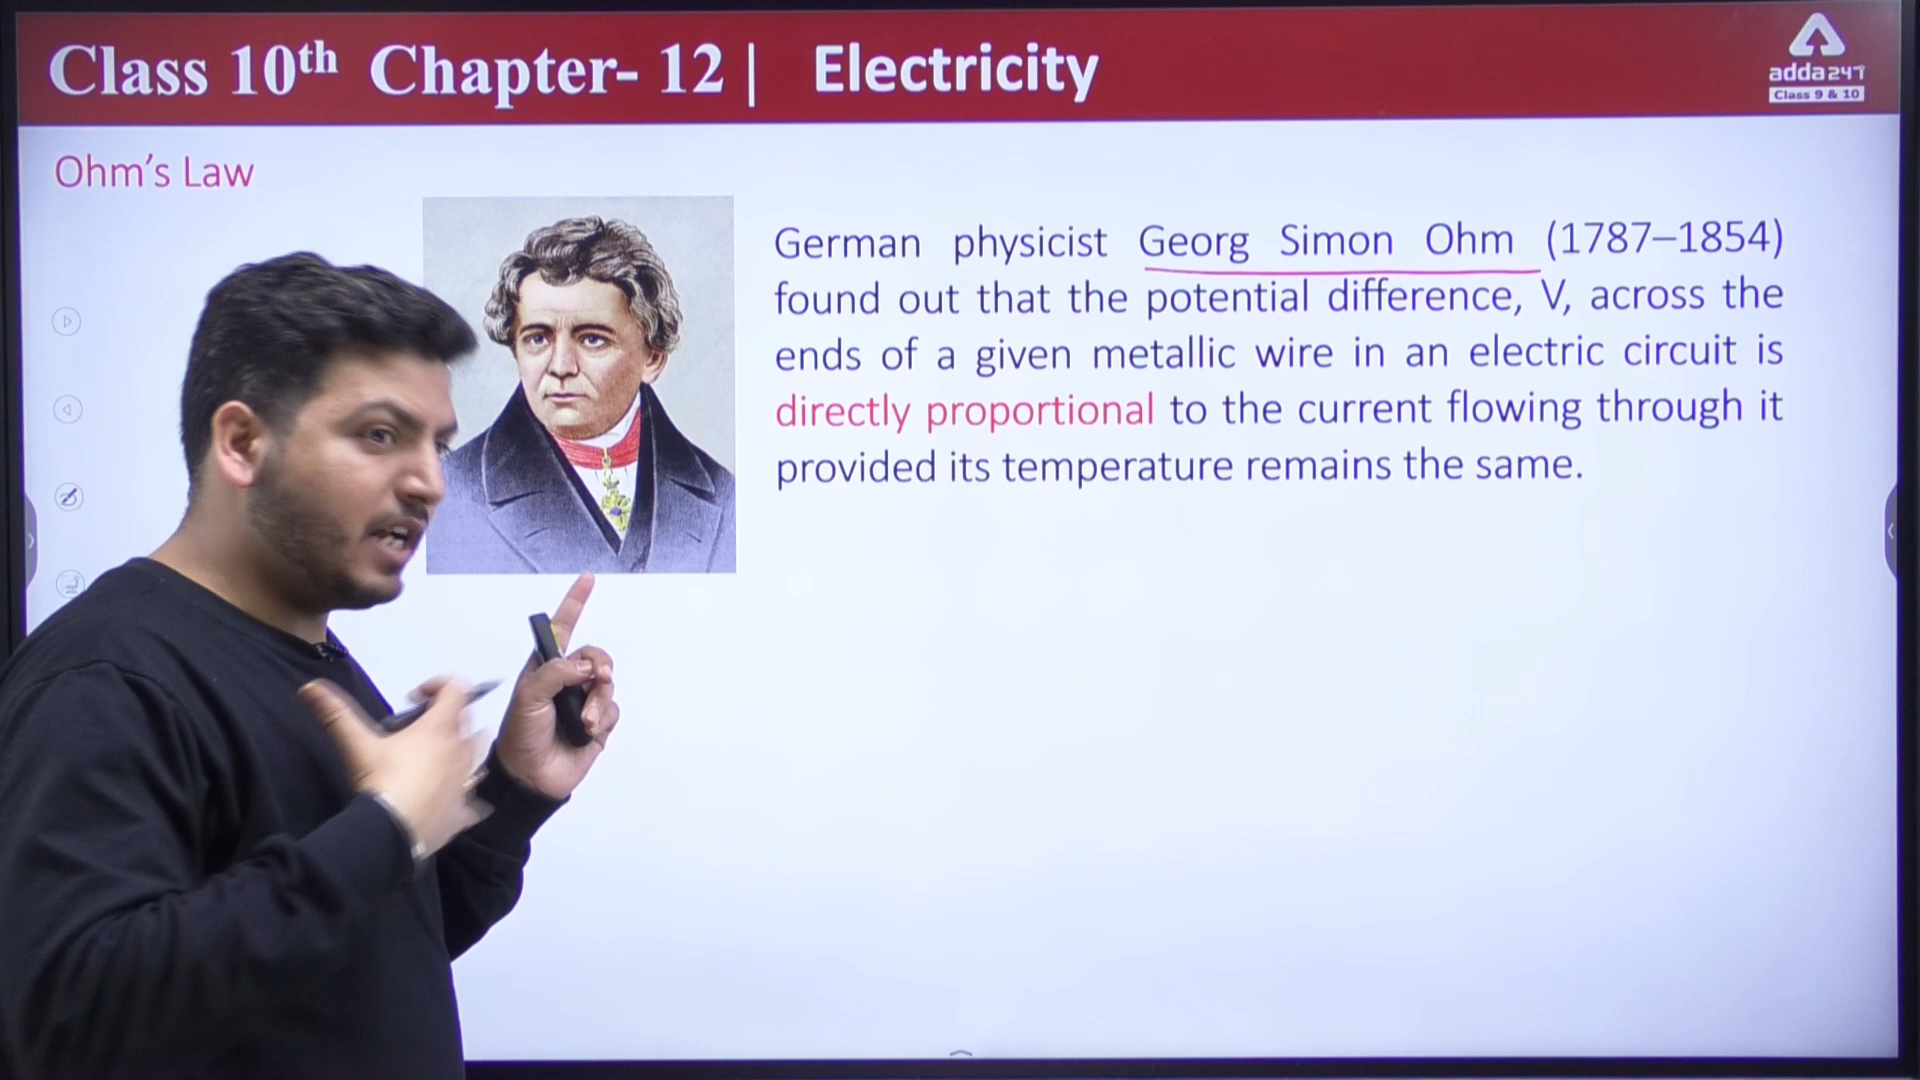 Class 10th Chapter- 12 | Electricity
adda247
Class 9 & 10
Ohm's Law
German physicist Georg Simon Ohm (1787–1854)
found out that the potential difference, V, across the
ends of a given metallic wire in an electric circuit is
directly proportional to the current flowing through it
provided its temperature remains the same.